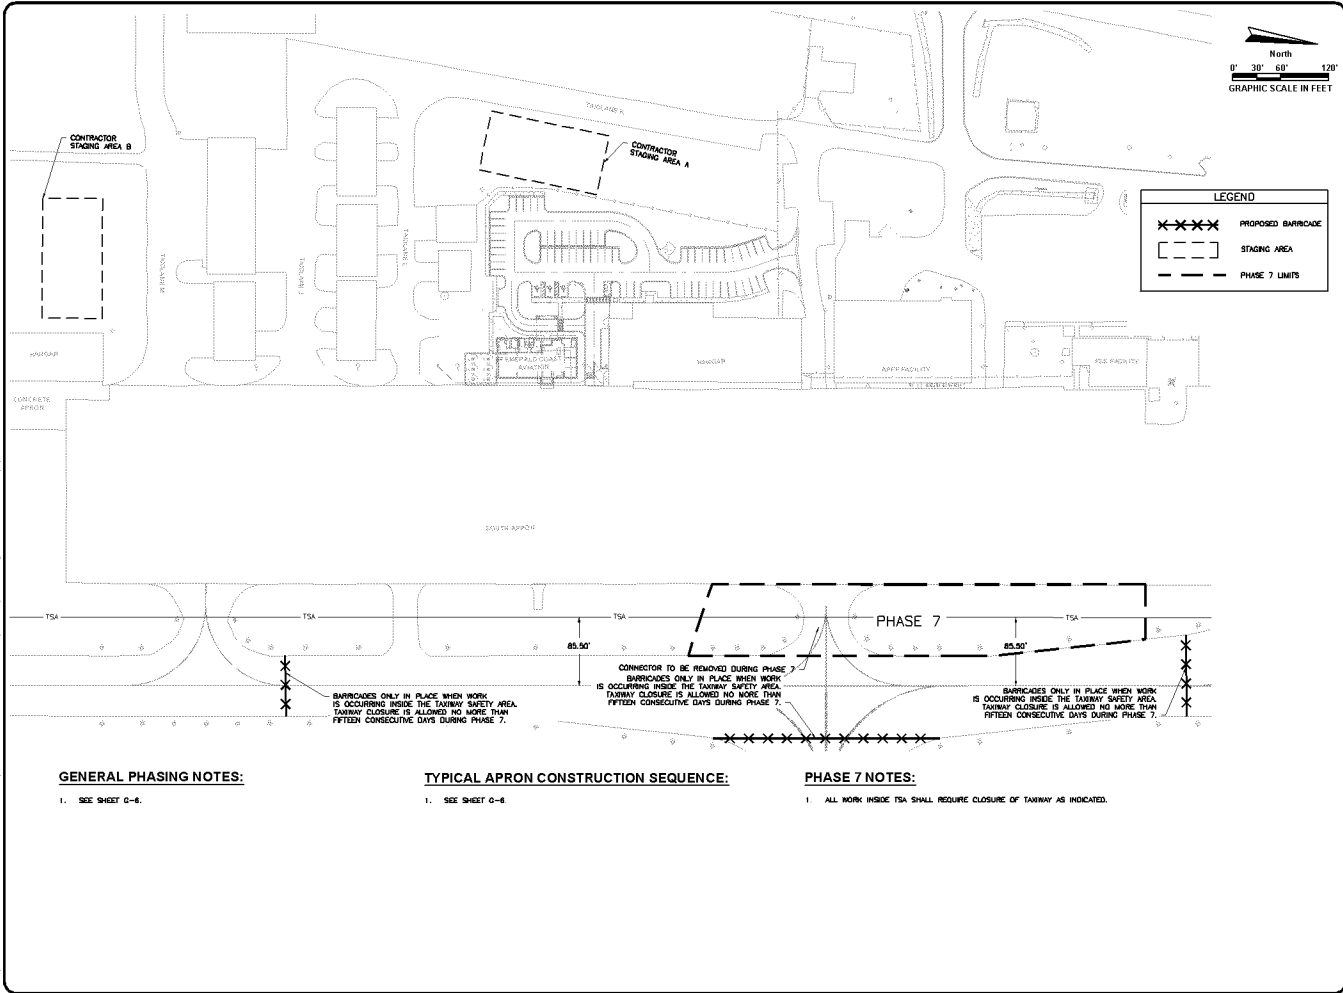 North
0' 30' 60' 120'
GRAPHIC SCALE IN FEET
TAXILANE K
CONTRACTOR
STAGING AREA B
CONTRACTOR
STAGING AREA A
LEGEND
PROPOSED BARRICADE
STAGING AREA
PHASE 7 LIMITS
TAXILANE M
TAXILANE J
TAXILANE L
HANGAR
EMERALD COAST
AVIATION
HANGAR
ARFF FACILITY
FACILITY
CONCRETE
APRON
SOUTH APRON
TSA
TSA
TSA
PHASE 7
TSA
85.50'
85.50'
CONNECTOR TO BE REMOVED DURING PHASE 7
BARRICADES ONLY IN PLACE WHEN WORK
IS OCCURRING INSIDE THE TAXIWAY SAFETY AREA.
TAXIWAY CLOSURE IS ALLOWED NO MORE THAN
FIFTEEN CONSECUTIVE DAYS DURING PHASE 7.
BARRICADES ONLY IN PLACE WHEN WORK
IS OCCURRING INSIDE THE TAXIWAY SAFETY AREA.
TAXIWAY CLOSURE IS ALLOWED NO MORE THAN
FIFTEEN CONSECUTIVE DAYS DURING PHASE 7.
BARRICADES ONLY IN PLACE WHEN WORK
IS OCCURRING INSIDE THE TAXIWAY SAFETY AREA.
TAXIWAY CLOSURE IS ALLOWED NO MORE THAN
FIFTEEN CONSECUTIVE DAYS DURING PHASE 7.
GENERAL PHASING NOTES:
1. SEE SHEET G-6.
TYPICAL APRON CONSTRUCTION SEQUENCE:
1. SEE SHEET G-6
PHASE 7 NOTES:
1 ALL WORK INSIDE TSA SHALL REQUIRE CLOSURE OF TAXIWAY AS INDICATED.